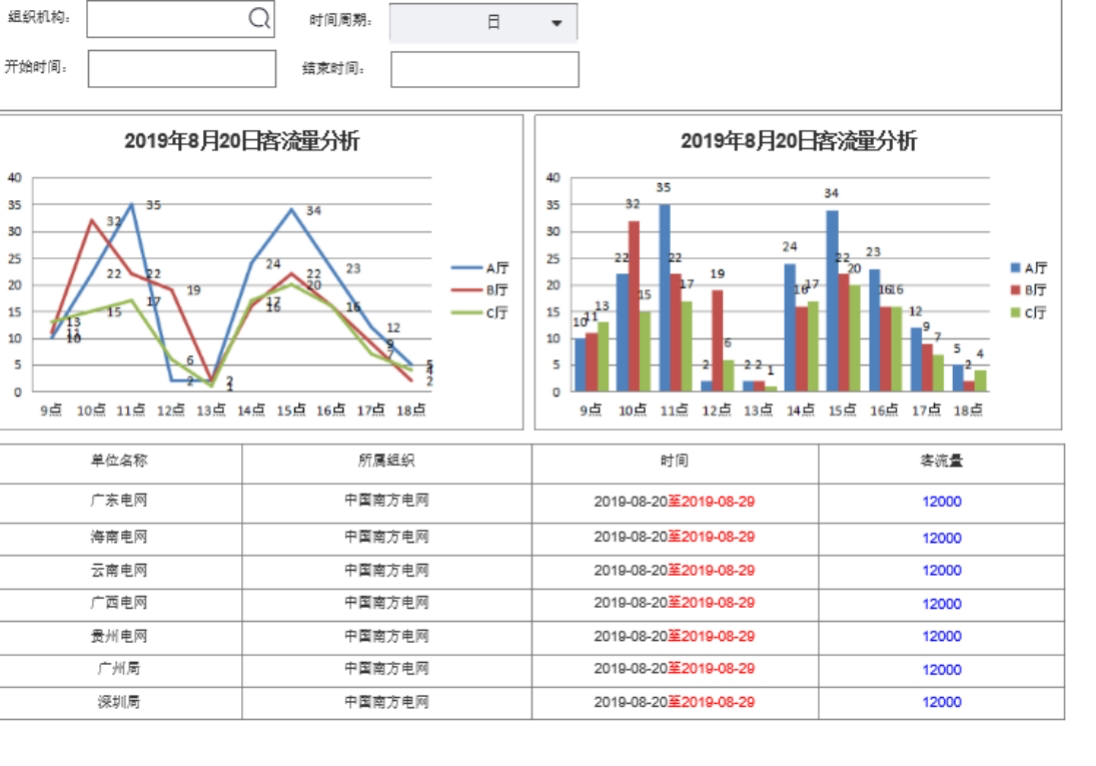 组织机构：
时间周期：
日
开始时间：
结束时间：
2019年8月20日客流量分析
40
35
30
25
20
15
10
5
0
35
34
32
22
22
24
22
23
20
19
17
17
16
16
15
13
11
10
12
9
7
6
2
2
1
5
4
2
A厅
B厅
C厅
9点 10点 11点 12点 13点 14点 15点 16点 17点 18点
2019年8月20日客流量分析
40
35
30
25
20
15
10
5
0
10 11 13
22 32 15
35 22 17
2 19 6
2 2 1
24 16 17
34 22 20
23 16 16
12 9 7
5 2 4
A厅
B厅
C厅
9点 10点 11点 12点 13点 14点 15点 16点 17点 18点
单位名称 所属组织 时间 客流量
广东电网 中国南方电网 2019-08-20至2019-08-29 12000
海南电网 中国南方电网 2019-08-20至2019-08-29 12000
云南电网 中国南方电网 2019-08-20至2019-08-29 12000
广西电网 中国南方电网 2019-08-20至2019-08-29 12000
贵州电网 中国南方电网 2019-08-20至2019-08-29 12000
广州局 中国南方电网 2019-08-20至2019-08-29 12000
深圳局 中国南方电网 2019-08-20至2019-08-29 12000